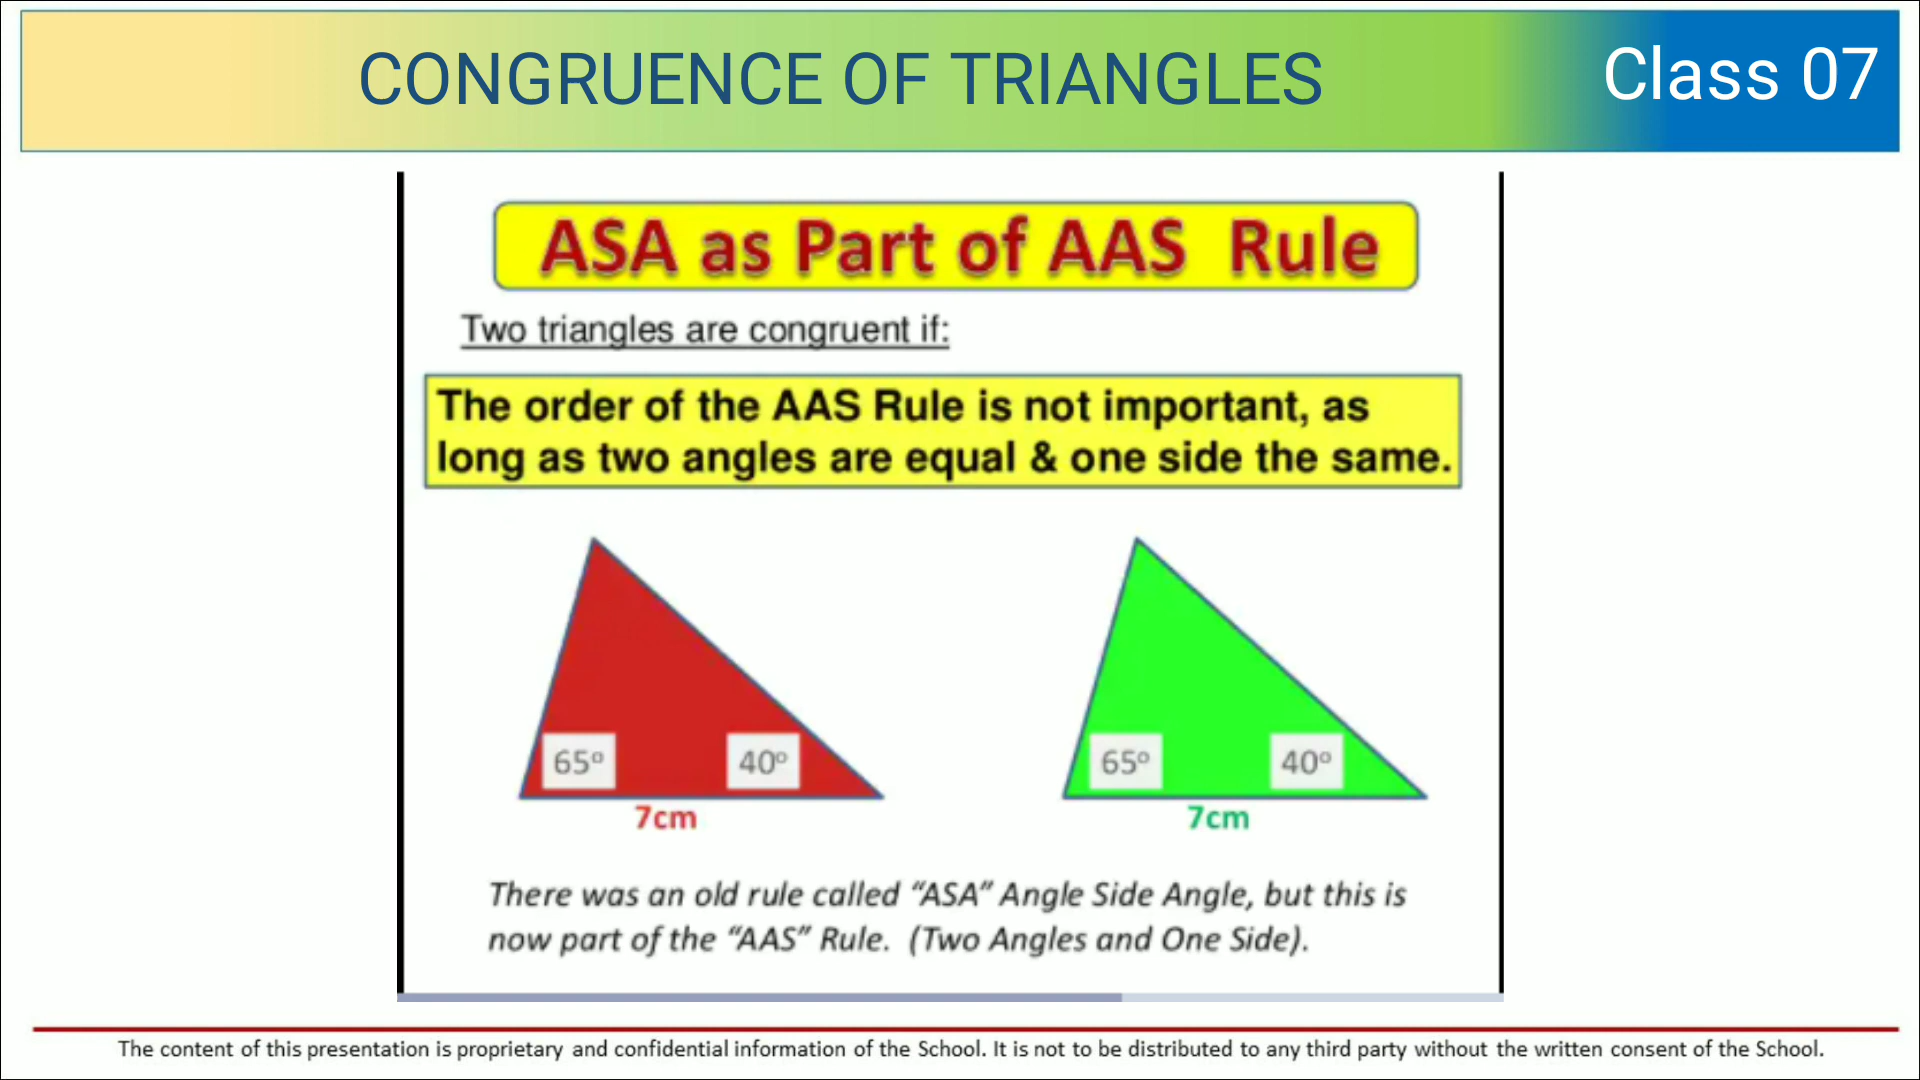 CONGRUENCE OF TRIANGLES
Class 07
ASA as Part of AAS Rule
Two triangles are congruent if:
The order of the AAS Rule is not important, as
long as two angles are equal & one side the same.
65º 40º 65º 40º
7cm 7cm
There was an old rule called “ASA” Angle Side Angle, but this is
now part of the “AAS” Rule. (Two Angles and One Side).
The content of this presentation is proprietary and confidential information of the School. It is not to be distributed to any third party without the written consent of the School.